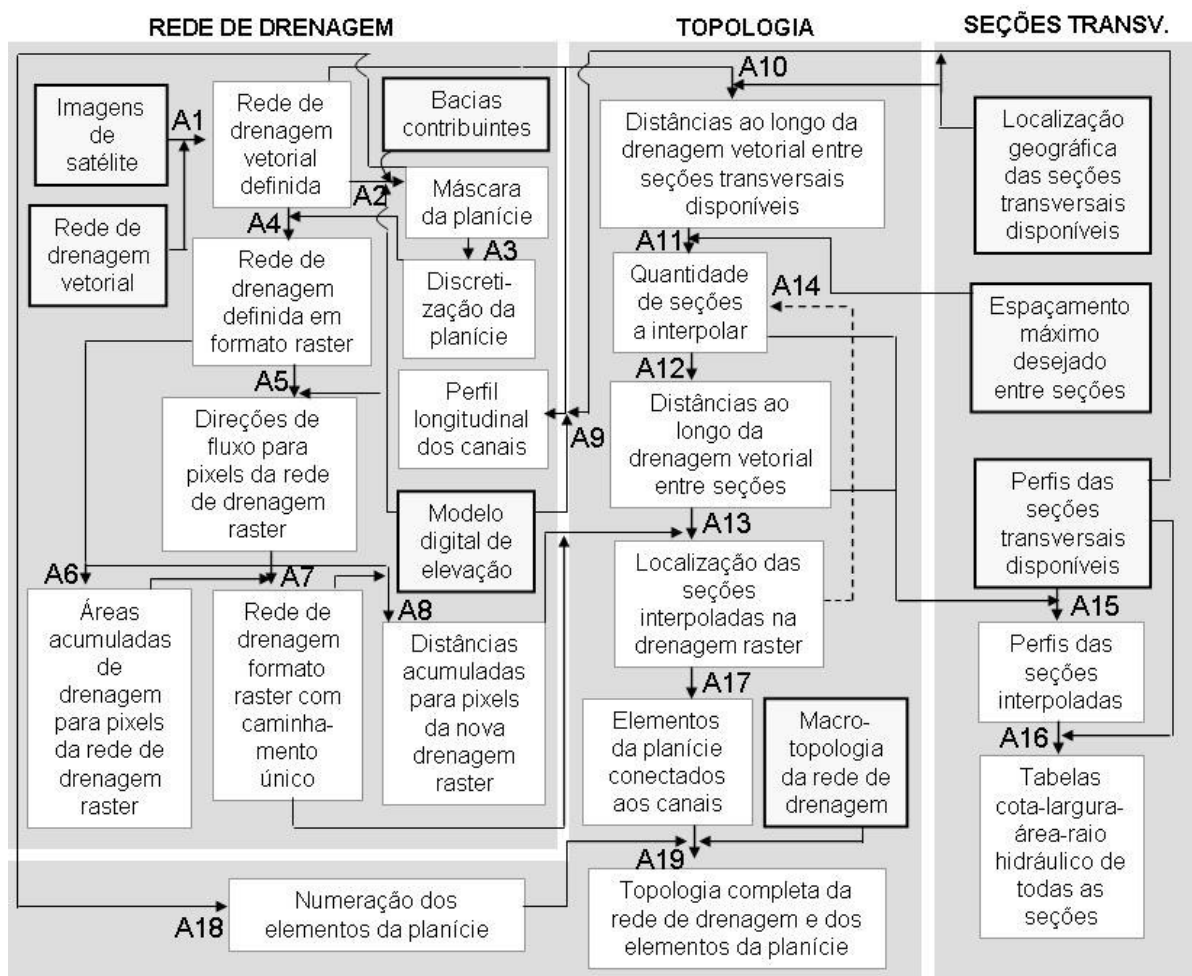 REDE DE DRENAGEM
TOPOLOGIA
SEÇÕES TRANSV.
Imagens
de
satélite
A1
Rede de
drenagem
vetorial
definida
Bacias
contribuintes
Rede de
drenagem
vetorial
A2
Máscara
da planície
A3
Discreti-
zação da
planície
A4
Rede de
drenagem
definida em
formato raster
A5
Direções de
fluxo para
pixels da rede
de drenagem
raster
Perfil
longitudinal
dos canais
A9
Modelo
digital de
elevação
A6
Áreas
acumuladas
de
drenagem
para pixels
da rede de
drenagem
raster
A7
Rede de
drenagem
formato
raster com
caminha-
mento
único
A8
Distâncias
acumuladas
para pixels
da nova
drenagem
raster
A10
Distâncias ao longo da
drenagem vetorial entre
seções transversais
disponíveis
A11
Quantidade
de seções
a interpolar
A14
A12
Distâncias ao
longo da
drenagem vetorial
entre seções
A13
Localização das
seções
interpoladas na
drenagem raster
A17
Elementos
da planície
conectados
aos canais
Macro-
topologia
da rede de
drenagem
A18
Numeração dos
elementos da planície
A19
Topologia completa da
rede de drenagem e dos
elementos da planície
Localização
geográfica
das seções
transversais
disponíveis
Espaçamento
máximo
desejado
entre seções
Perfis das
seções
transversais
disponíveis
A15
Perfis das
seções
interpoladas
A16
Tabelas
cota-largura-
área-raio
hidráulico de
todas as
seções